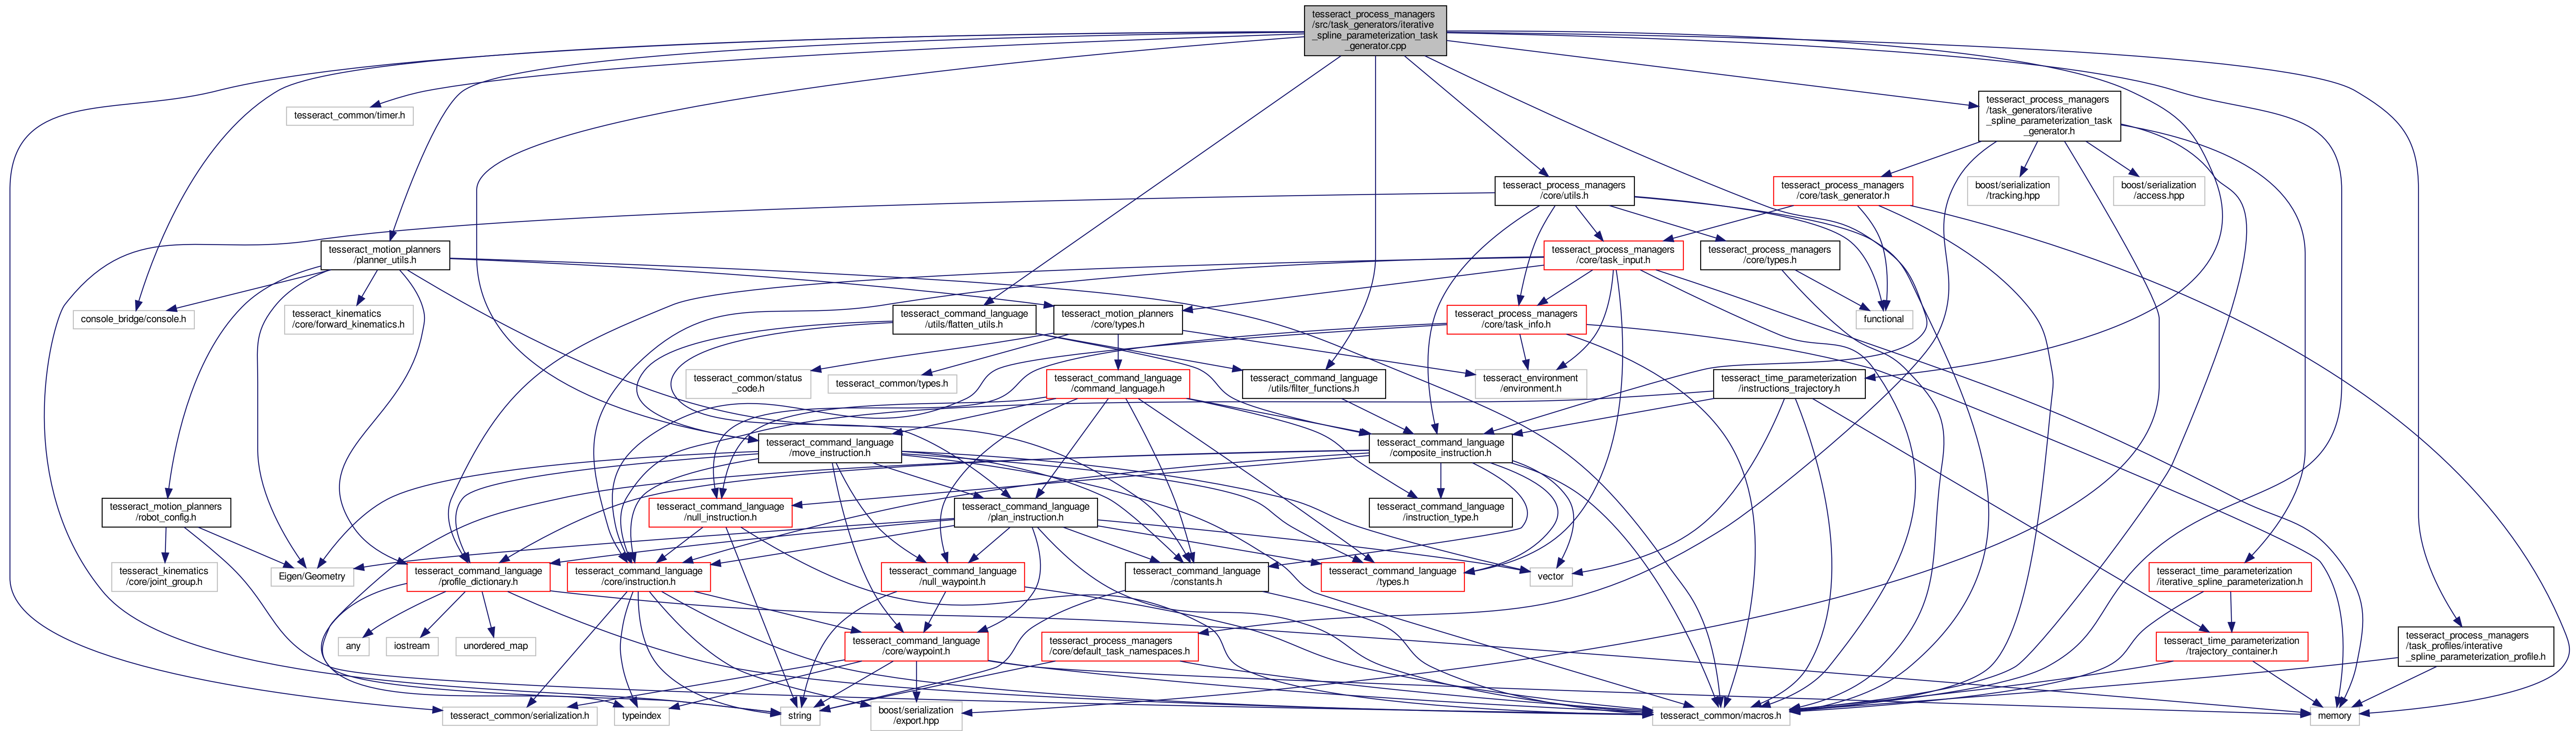 tesseract_process_managers
/src/task_generators/iterative
_spline_parameterization_task
_generator.cpp
tesseract_common/timer.h
tesseract_process_managers
/task_generators/iterative
_spline_parameterization_task
_generator.h
tesseract_process_managers
/core/utils.h
tesseract_process_managers
/core/task_generator.h
boost/serialization
/tracking.hpp
boost/serialization
/access.hpp
tesseract_motion_planners
/planner_utils.h
tesseract_process_managers
/core/task_input.h
tesseract_process_managers
/core/types.h
console_bridge/console.h
tesseract_kinematics
/core/forward_kinematics.h
tesseract_command_language
/utils/flatten_utils.h
tesseract_motion_planners
/core/types.h
tesseract_process_managers
/core/task_info.h
functional
tesseract_common/status
_code.h
tesseract_common/types.h
tesseract_command_language
/command_language.h
tesseract_command_language
/utils/filter_functions.h
tesseract_environment
/environment.h
tesseract_time_parameterization
/instructions_trajectory.h
tesseract_command_language
/move_instruction.h
tesseract_command_language
/composite_instruction.h
tesseract_motion_planners
/robot_config.h
tesseract_command_language
/null_instruction.h
tesseract_command_language
/plan_instruction.h
tesseract_command_language
/instruction_type.h
tesseract_kinematics
/core/joint_group.h
Eigen/Geometry
tesseract_command_language
/profile_dictionary.h
tesseract_command_language
/core/instruction.h
tesseract_command_language
/null_waypoint.h
tesseract_command_language
/constants.h
tesseract_command_language
/types.h
vector
tesseract_time_parameterization
/iterative_spline_parameterization.h
any
iostream
unordered_map
tesseract_command_language
/core/waypoint.h
tesseract_process_managers
/core/default_task_namespaces.h
tesseract_time_parameterization
/trajectory_container.h
tesseract_process_managers
/task_profiles/iterative
_spline_parameterization_profile.h
tesseract_common/serialization.h
typeindex
string
boost/serialization
/export.hpp
tesseract_common/macros.h
memory